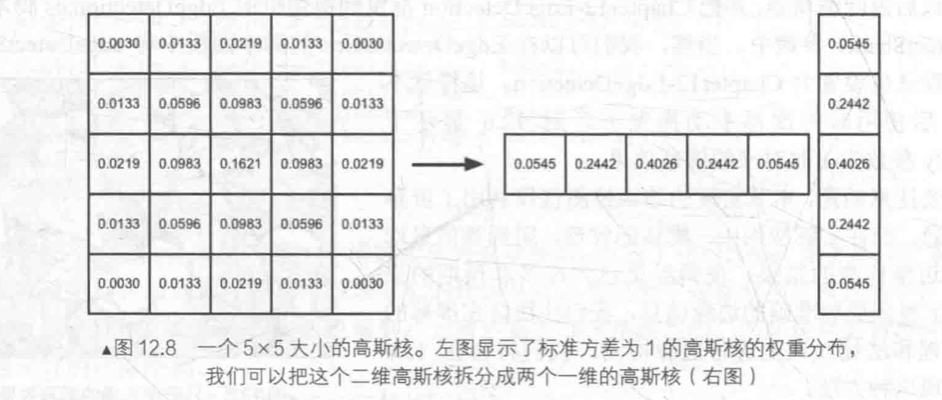 0.0030 0.0133 0.0219 0.0133 0.0030
0.0133 0.0596 0.0983 0.0596 0.0133
0.0219 0.0983 0.1621 0.0983 0.0219
0.0133 0.0596 0.0983 0.0596 0.0133
0.0030 0.0133 0.0219 0.0133 0.0030
0.0545 0.2442 0.4026 0.2442 0.0545
0.0545
0.2442
0.4026
0.2442
0.0545
▲图 12.8 一个 5×5 大小的高斯核。左图显示了标准方差为 1 的高斯核的权重分布，
我们可以把这个二维高斯核拆分成两个一维的高斯核（右图）